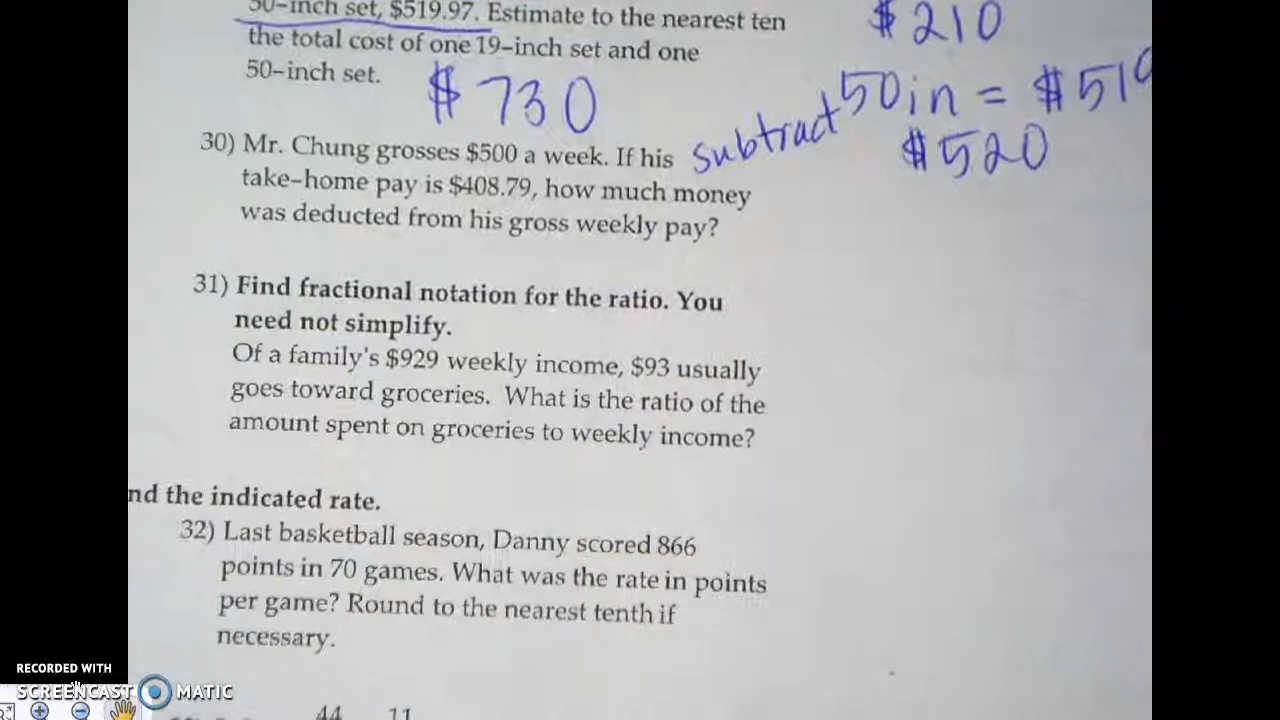 50-inch set, $519.97. Estimate to the nearest ten
the total cost of one 19-inch set and one
50-inch set.
$730
$210
50in = $519
$520
subtract
30) Mr. Chung grosses $500 a week. If his
take-home pay is $408.79, how much money
was deducted from his gross weekly pay?
31) Find fractional notation for the ratio. You
need not simplify.
Of a family's $929 weekly income, $93 usually
goes toward groceries. What is the ratio of the
amount spent on groceries to weekly income?
nd the indicated rate.
32) Last basketball season, Danny scored 866
points in 70 games. What was the rate in points
per game? Round to the nearest tenth if
necessary.
44 11
RECORDED WITH
SCREENCAST MATIC